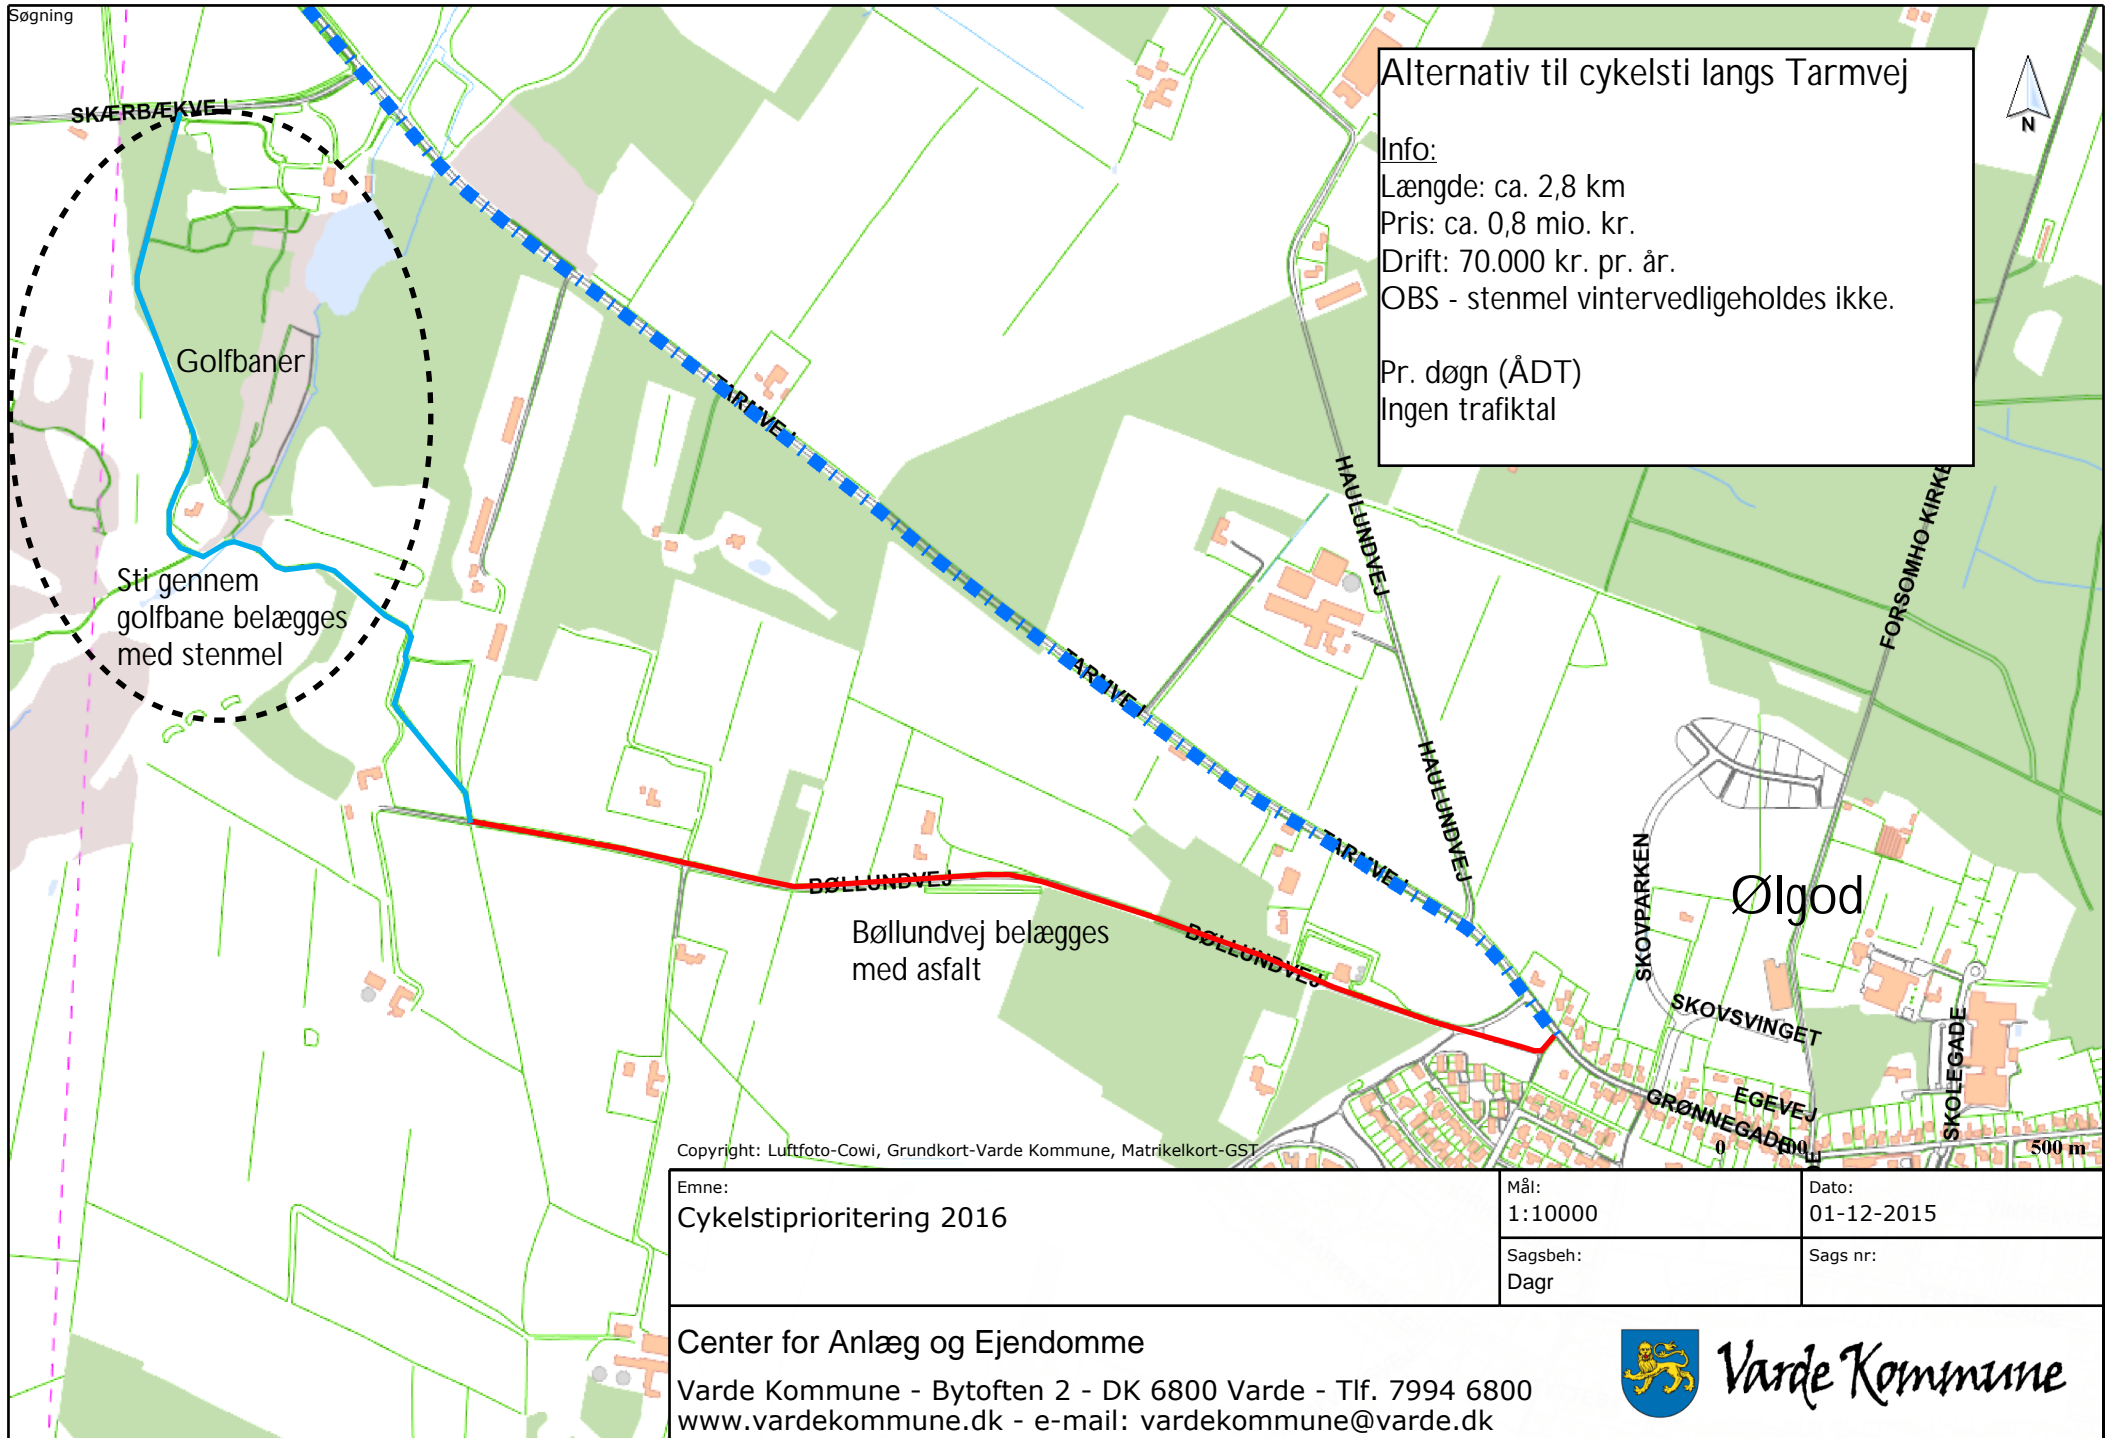 Søgning
Alternativ til cykelsti langs Tarmvej
Info:
Længde: ca. 2,8 km
Pris: ca. 0,8 mio. kr.
Drift: 70.000 kr. pr. år.
OBS - stenmel vintervedligeholdes ikke.
Pr. døgn (ÅDT)
Ingen trafiktal
N
SKÆRBÆKVEJ
Golfbaner
TARMVEJ
HAULUNDVEJ
FORSOMHO KIRKE
Sti gennem
golfbane belægges
med stenmel
TARMVEJ
HAULUNDVEJ
TARMVEJ
BØLLUNDVEJ
Bøllundvej belægges
med asfalt
BØLLUNDVEJ
SKOVPARKEN
Ølgod
SKOVSVINGET
SKOLEGADE
EGEVEJ
GRØNNEGADE
0 100 500 m
Copyright: Luftfoto-Cowi, Grundkort-Varde Kommune, Matrikelkort-GST
Emne:
Cykelstiprioritering 2016
Mål:
1:10000
Dato:
01-12-2015
Sagsbeh:
Dagr
Sags nr:
Center for Anlæg og Ejendomme
Varde Kommune - Bytoften 2 - DK 6800 Varde - Tlf. 7994 6800
www.vardekommune.dk - e-mail: vardekommune@varde.dk
Varde Kommune